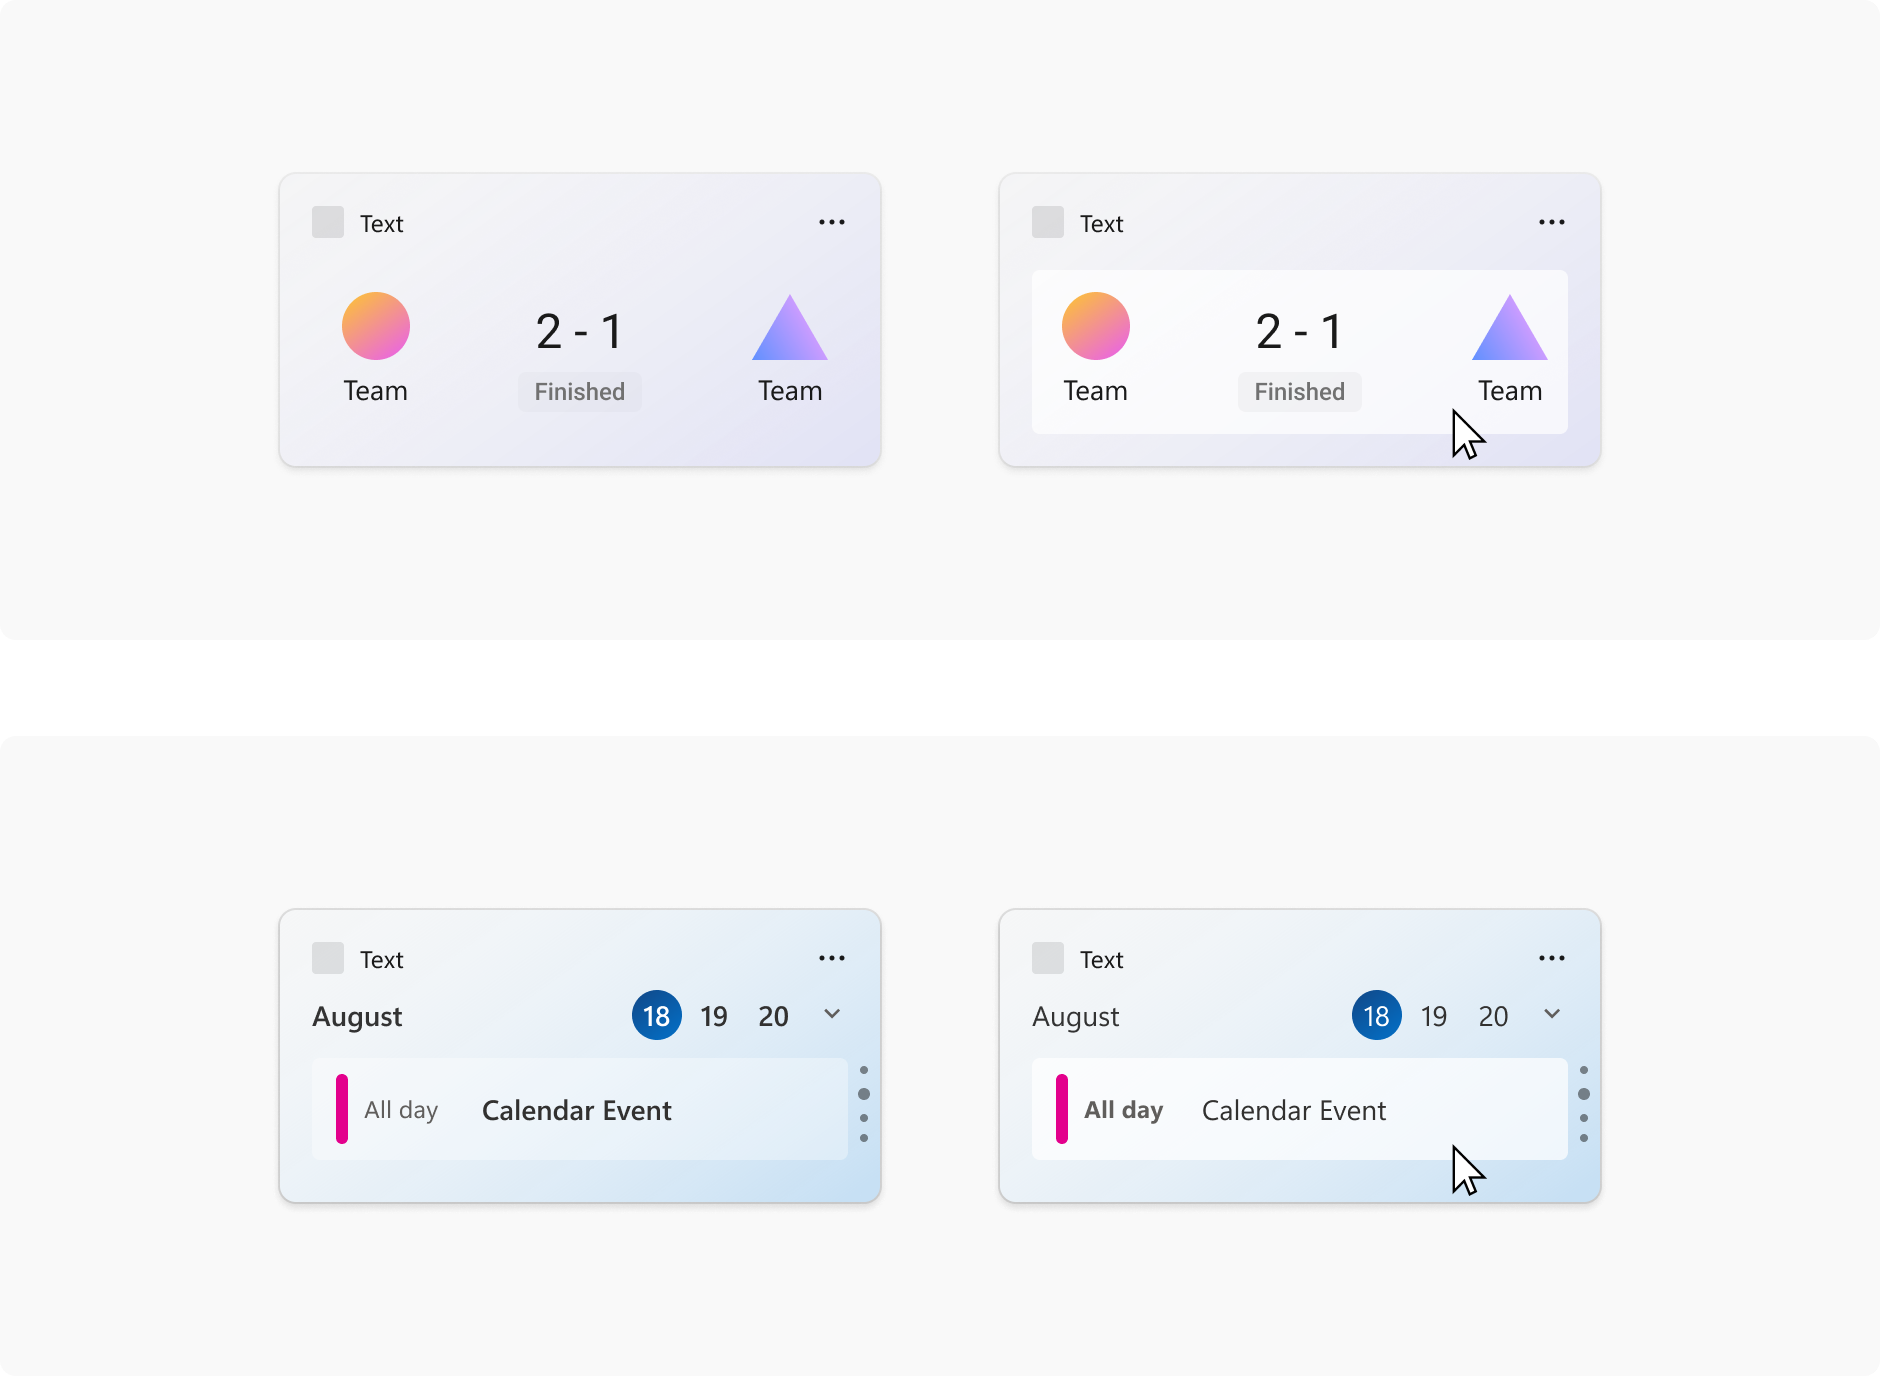 Text
2 - 1
Team
Finished
Team
Text
2 - 1
Team
Finished
Team
Text
August 18 19 20
All day Calendar Event
Text
August 18 19 20
All day Calendar Event